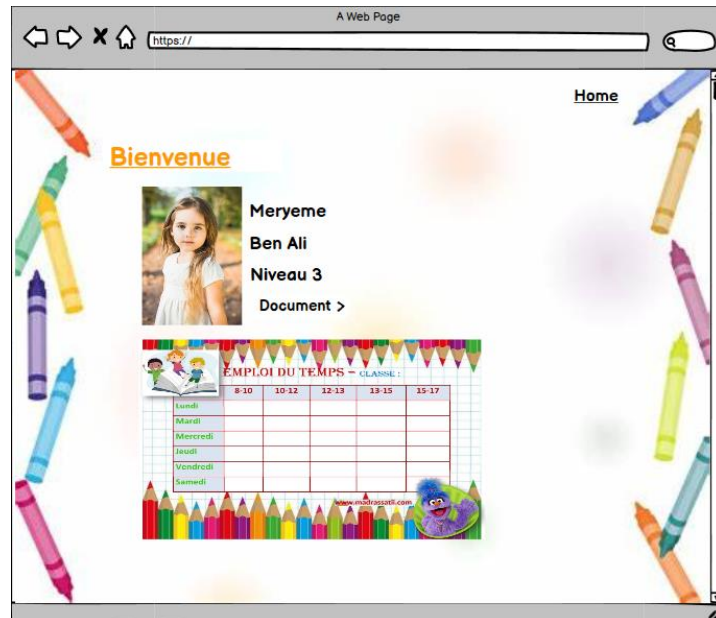 A Web Page
https://
Home
Bienvenue
Meryeme
Ben Ali
Niveau 3
Document >
EMPLOI DU TEMPS – CLASSE :
8-10 10-12 12-13 13-15 15-17
Lundi
Mardi
Mercredi
Jeudi
Vendredi
Samedi
www.madrassatii.com